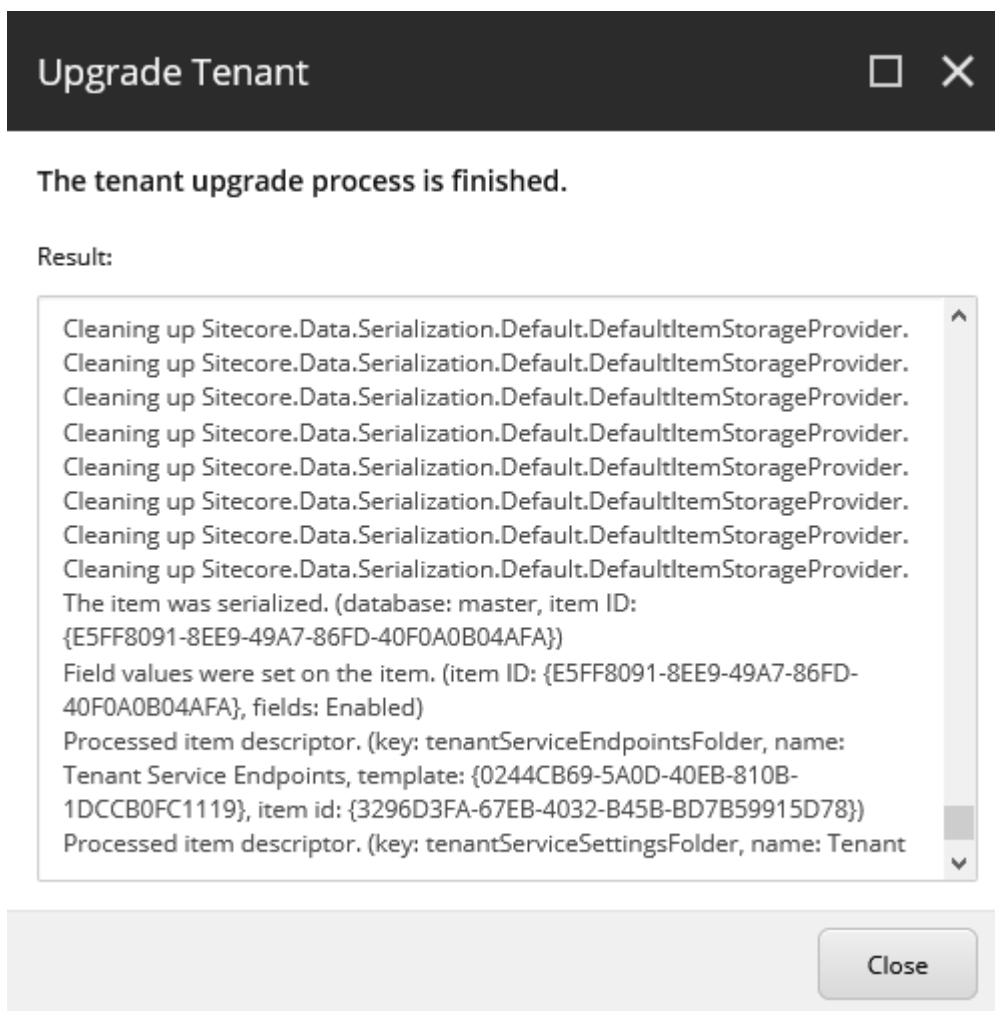 Upgrade Tenant
The tenant upgrade process is finished.
Result:
Cleaning up Sitecore.Data.Serialization.Default.DefaultItemStorageProvider.
Cleaning up Sitecore.Data.Serialization.Default.DefaultItemStorageProvider.
Cleaning up Sitecore.Data.Serialization.Default.DefaultItemStorageProvider.
Cleaning up Sitecore.Data.Serialization.Default.DefaultItemStorageProvider.
Cleaning up Sitecore.Data.Serialization.Default.DefaultItemStorageProvider.
Cleaning up Sitecore.Data.Serialization.Default.DefaultItemStorageProvider.
Cleaning up Sitecore.Data.Serialization.Default.DefaultItemStorageProvider.
Cleaning up Sitecore.Data.Serialization.Default.DefaultItemStorageProvider.
The item was serialized. (database: master, item ID:
{E5FF8091-8EE9-49A7-86FD-40F0A0B04AFA})
Field values were set on the item. (item ID: {E5FF8091-8EE9-49A7-86FD-
40F0A0B04AFA}, fields: Enabled)
Processed item descriptor. (key: tenantServiceEndpointsFolder, name:
Tenant Service Endpoints, template: {0244CB69-5A0D-40EB-810B-
1DCCB0FC1119}, item id: {3296D3FA-67EB-4032-B45B-BD7B59915D78})
Processed item descriptor. (key: tenantServiceSettingsFolder, name: Tenant
Close